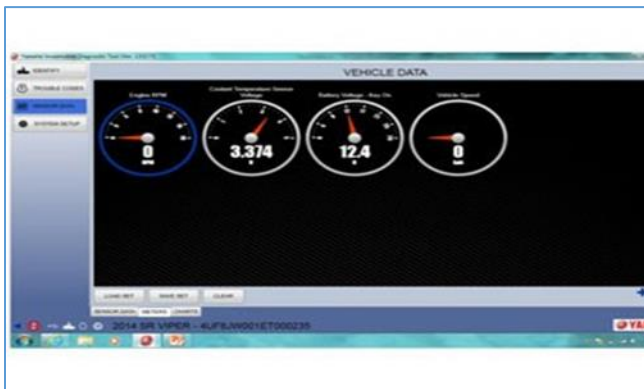 VEHICLE DATA
IDENTIFY
TROUBLE CODES
SENSOR DATA
SYSTEM SETUP
Engine RPM
Coolant Temperature Sensor
Voltage
Battery Voltage - Key On
Vehicle Speed
0
3.374
12.4
0
LOAD SET SAVE SET CLEAR
SENSOR DATA METERS CHARTS
2014 SR VIPER -
YA